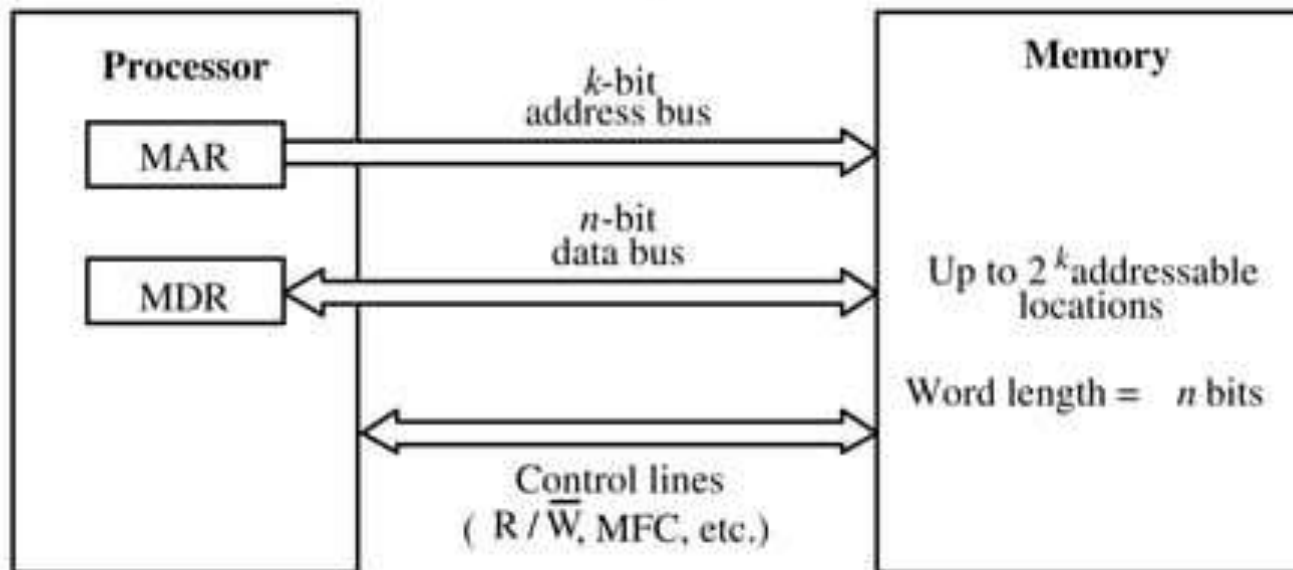 Processor
MAR
MDR
k-bit
address bus
n-bit
data bus
Control lines
( R / W̅, MFC, etc.)
Memory
Up to 2ᵏ addressable
locations
Word length = n bits